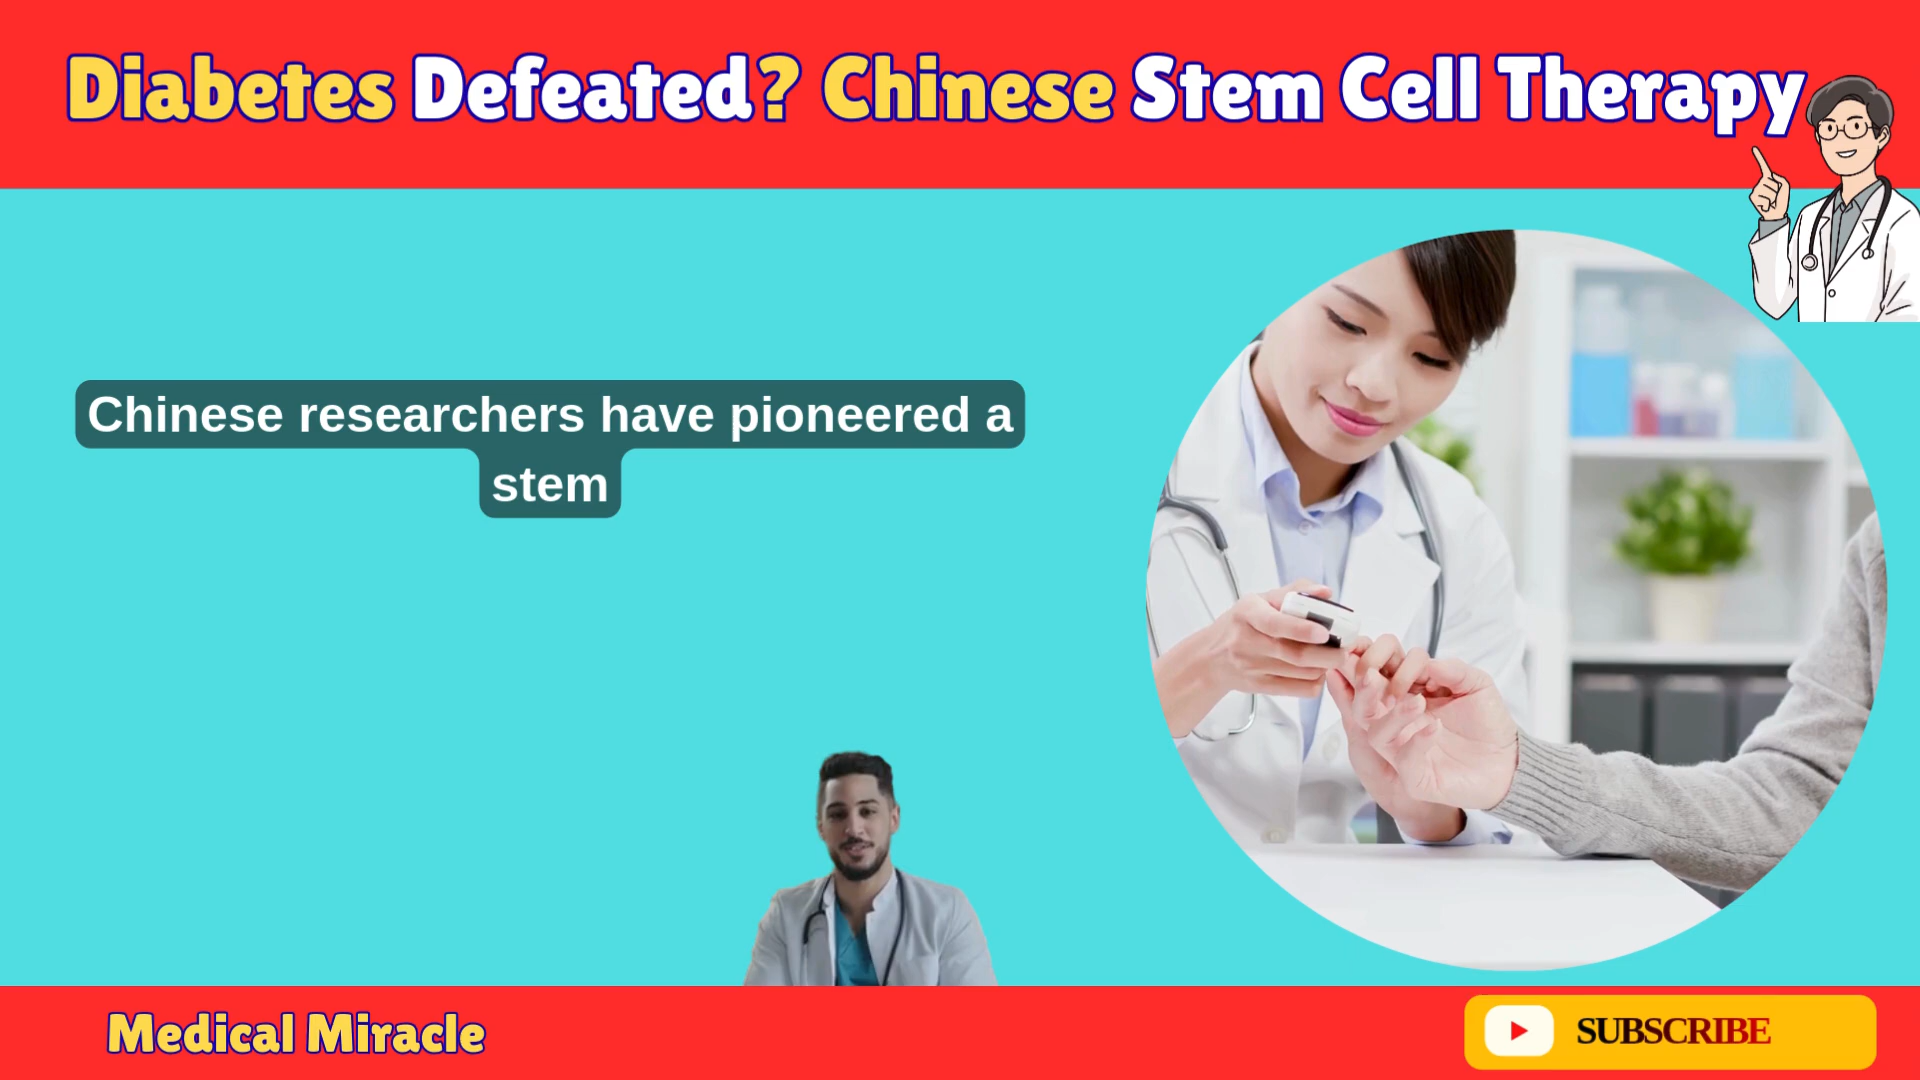 Diabetes Defeated? Chinese Stem Cell Therapy
Chinese researchers have pioneered a
stem
Medical Miracle
SUBSCRIBE